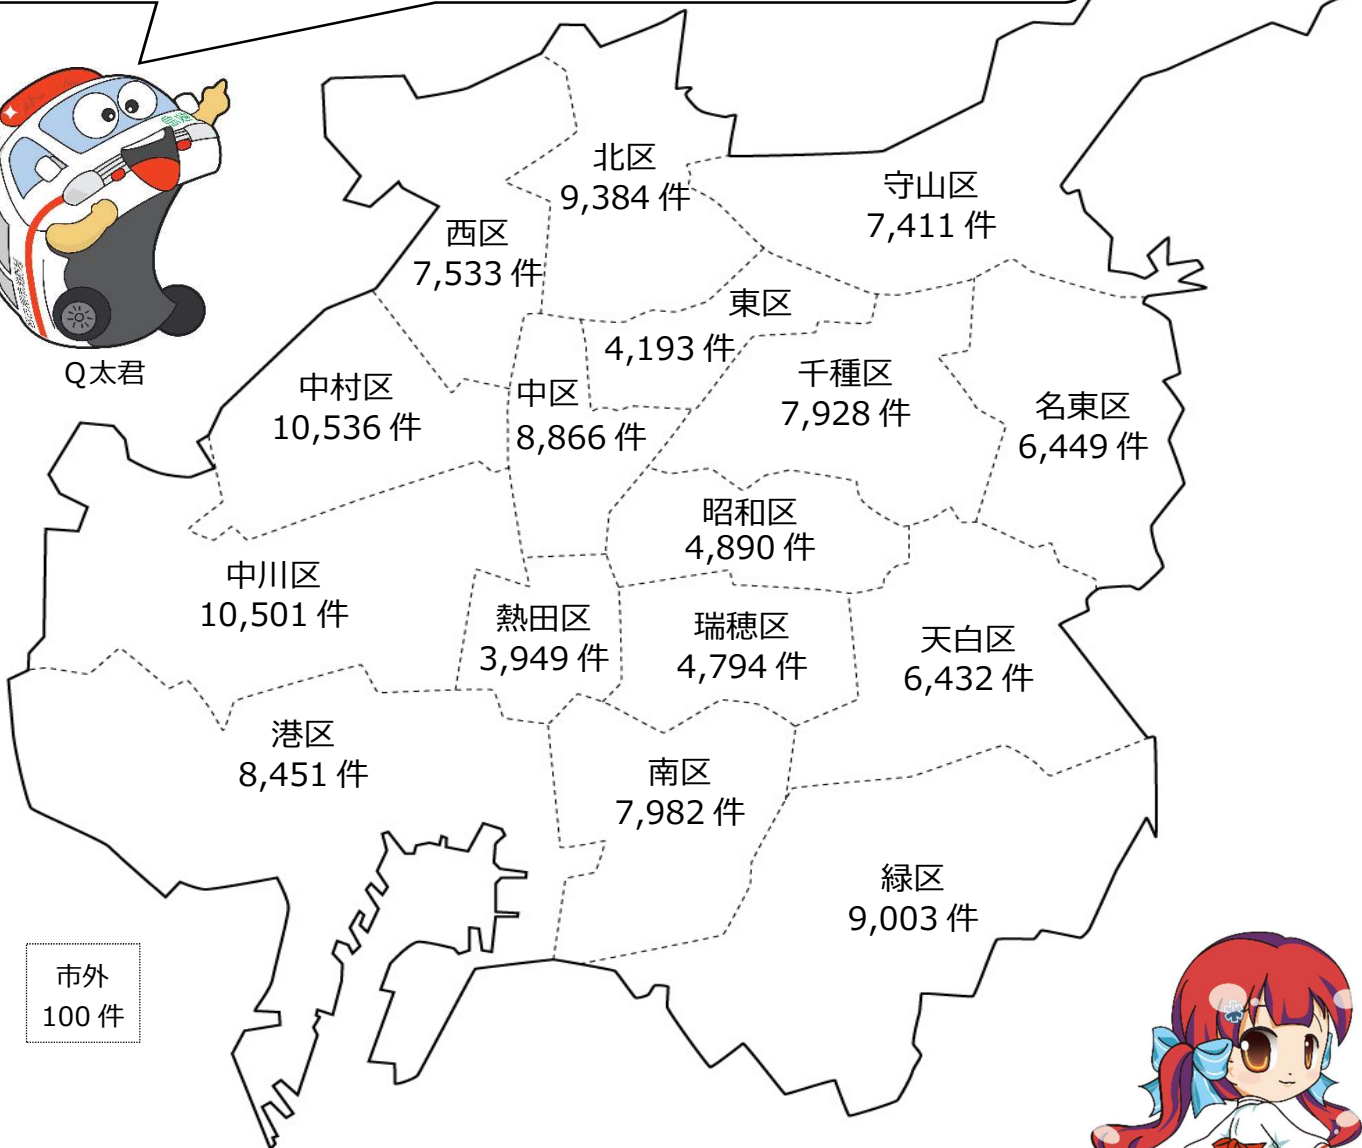 北区
9,384 件
守山区
7,411 件
西区
7,533 件
東区
4,193 件
Q太君
中村区
10,536 件
中区
8,866 件
千種区
7,928 件
名東区
6,449 件
昭和区
4,890 件
中川区
10,501 件
熱田区
3,949 件
瑞穂区
4,794 件
天白区
6,432 件
港区
8,451 件
南区
7,982 件
緑区
9,003 件
市外
100 件